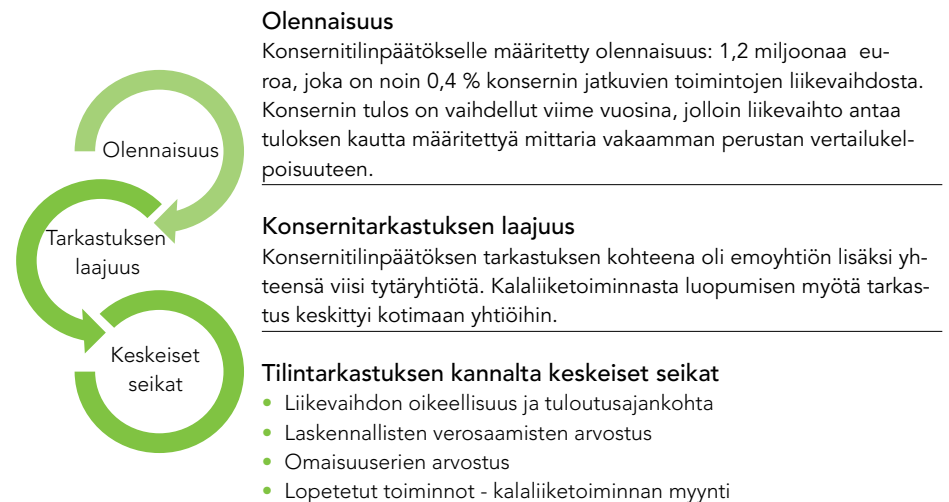 Olennaisuus
Konsernitilinpäätökselle määritetty olennaisuus: 1,2 miljoonaa eu-
roa, joka on noin 0,4 % konsernin jatkuvien toimintojen liikevaihdosta.
Konsernin tulos on vaihdellut viime vuosina, jolloin liikevaihto antaa
tuloksen kautta määritettyä mittaria vakaamman perustan vertailukel-
poisuuteen.
Olennaisuus
Konsernitarkastuksen laajuus
Konsernitilinpäätöksen tarkastuksen kohteena oli emoyhtiön lisäksi yh-
teensä viisi tytäryhtiötä. Kalaliiketoiminnasta luopumisen myötä tarkas-
tus keskittyi kotimaan yhtiöihin.
Tarkastuksen
laajuus
Tilintarkastuksen kannalta keskeiset seikat
• Liikevaihdon oikeellisuus ja tuloutusajankohta
• Laskennallisten verosaamisten arvostus
• Omaisuuserien arvostus
• Lopetetut toiminnot - kalaliiketoiminnan myynti
Keskeiset
seikat